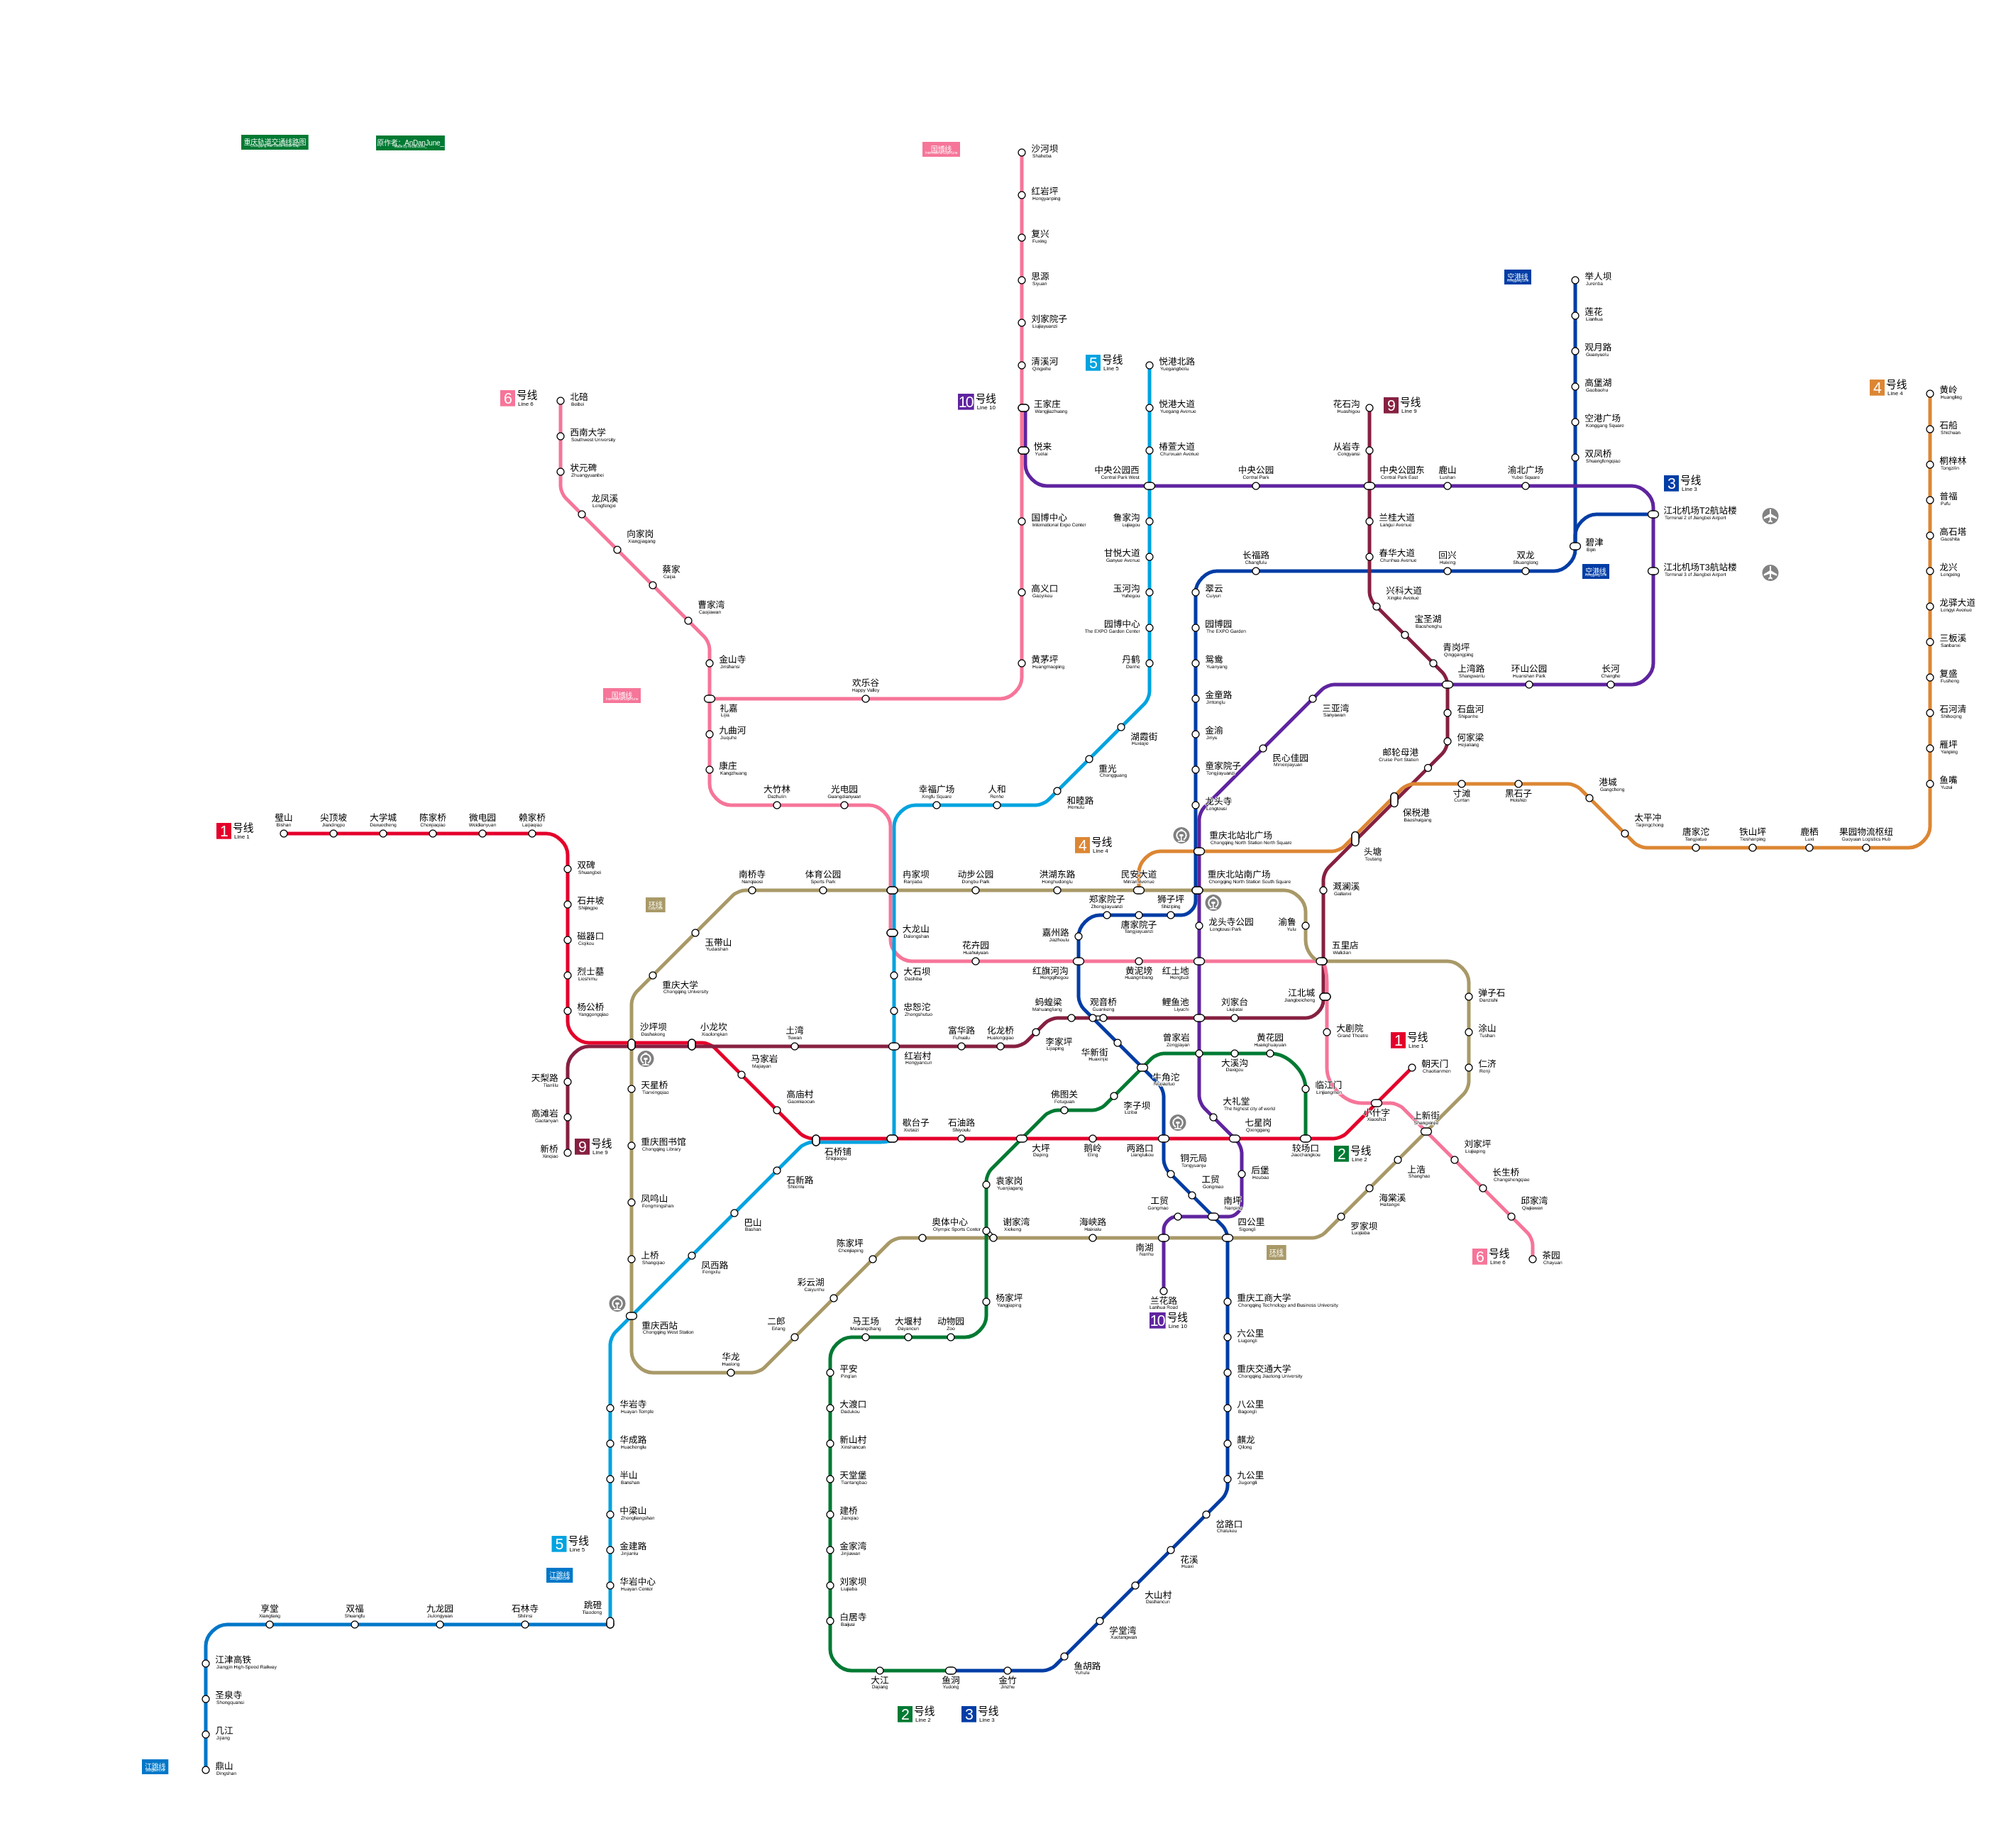 重庆轨道交通线路图
原作者：AnDanJune_
国博线
沙河坝
Shaheba
红岩坪
Hongyanping
复兴
Fuxing
思源
Siyuan
刘家院子
Liujiayuanzi
清溪河
Qingxihe
10号线
Line 10
王家庄
Wangjiazhuang
悦来
Yuelai
国博中心
International Expo Center
高义口
Gaoyikou
黄茅坪
Huangmaoping
欢乐谷
Happy Valley
6号线
Line 6
北碚
Beibei
西南大学
Southwest University
状元碑
Zhuangyuanbei
龙凤溪
Longfengxi
向家岗
Xiangjiagang
蔡家
Caijia
曹家湾
Caojiawan
金山寺
Jinshansi
国博线
礼嘉
Lijia
九曲河
Jiuquhe
康庄
Kangzhuang
大竹林
Dazhulin
光电园
Guangdianyuan
5号线
Line 5
悦港北路
Yuegangbeilu
悦港大道
Yuegang Avenue
椿萱大道
Chunxuan Avenue
中央公园西
Central Park West
鲁家沟
Lujiagou
甘悦大道
Ganyue Avenue
玉河沟
Yuhegou
园博中心
The EXPO Garden Center
丹鹤
Danhe
湖霞街
Huxiajie
重光
Chongguang
和睦路
Hemulu
人和
Renhe
幸福广场
Xingfu Square
中央公园
Central Park
9号线
Line 9
花石沟
Huashigou
从岩寺
Congyansi
中央公园东
Central Park East
鹿山
Lushan
渝北广场
Yubei Square
兰桂大道
Langui Avenue
春华大道
Chunhua Avenue
兴科大道
Xingke Avenue
宝圣湖
Baoshenghu
青岗坪
Qinggangping
上湾路
Shangwanlu
环山公园
Huanshan Park
长河
Changhe
石盘河
Shipanhe
何家梁
Hejialiang
邮轮母港
Cruise Port Station
保税港
Baoshuigang
头塘
Toutang
空港线
举人坝
Jurenba
莲花
Lianhua
观月路
Guanyuelu
高堡湖
Gaobaohu
空港广场
Konggang Square
双凤桥
Shuangfengqiao
3号线
Line 3
江北机场T2航站楼
Terminal 2 of Jiangbei Airport
碧津
Bijin
空港线
江北机场T3航站楼
Terminal 3 of Jiangbei Airport
长福路
Changfulu
回兴
Huixing
双龙
Shuanglong
翠云
Cuiyun
园博园
The EXPO Garden
鸳鸯
Yuanyang
金童路
Jintonglu
金渝
Jinyu
童家院子
Tongjiayuanzi
龙头寺
Longtousi
三亚湾
Sanyawan
民心佳园
Minxinjiayuan
4号线
Line 4
黄岭
Huangling
石船
Shichuan
桐梓林
Tongzilin
普福
Pufu
高石塔
Gaoshita
龙兴
Longxing
龙驿大道
Longyi Avenue
三板溪
Sanbanxi
复盛
Fusheng
石河清
Shiheqing
雁坪
Yanping
鱼嘴
Yuzui
寸滩
Cuntan
黑石子
Heishizi
港城
Gangcheng
太平冲
Taipingchong
唐家沱
Tangjiatuo
铁山坪
Tieshanping
鹿栖
Luxi
果园物流枢纽
Guoyuan Logistics Hub
1号线
Line 1
璧山
Bishan
尖顶坡
Jiandingpo
大学城
Daxuecheng
陈家桥
Chenjiaqiao
微电园
Weidianyuan
赖家桥
Laijiaqiao
双碑
Shuangbei
石井坡
Shijingpo
磁器口
Ciqikou
烈士墓
Lieshimu
杨公桥
Yanggongqiao
4号线
Line 4
重庆北站北广场
Chongqing North Station North Square
民安大道
Min'an Avenue
重庆北站南广场
Chongqing North Station South Square
环线
南桥寺
Nanqiaosi
体育公园
Sports Park
冉家坝
Ranjiaba
动步公园
Dongbu Park
洪湖东路
Honghudonglu
玉带山
Yudaishan
重庆大学
Chongqing University
大龙山
Dalongshan
大石坝
Dashiba
忠恕沱
Zhongshutuo
花卉园
Huahuiyuan
红旗河沟
Hongqihegou
黄泥塝
Huangnibang
红土地
Hongtudi
郑家院子
Zhengjiayuanzi
唐家院子
Tangjiayuanzi
狮子坪
Shiziping
嘉州路
Jiazhoulu
龙头寺公园
Longtousi Park
渝鲁
Yulu
溉澜溪
Gailanxi
五里店
Wulidian
江北城
Jiangbeicheng
弹子石
Danzishi
涂山
Tushan
仁济
Renji
沙坪坝
Shapingba
小龙坎
Xiaolongkan
土湾
Tuwan
红岩村
Hongyancun
富华路
Fuhualu
化龙桥
Hualongqiao
李家坪
Lijiaping
蚂蝗梁
Mahuangliang
观音桥
Guanyinqiao
鲤鱼池
Liyuchi
刘家台
Liujiatai
华新街
Huaxinjie
牛角沱
Niujiaotuo
曾家岩
Zengjiayan
大溪沟
Daxigou
黄花园
Huanghuayuan
临江门
Linjiangmen
大剧院
Grand Theatre
1号线
Line 1
朝天门
Chaotianmen
小什字
Xiaoshizi
上新街
Shangxinjie
天梨路
Tianlilu
高滩岩
Gaotanyan
新桥
Xinqiao
9号线
Line 9
天星桥
Tianxingqiao
重庆图书馆
Chongqing Library
凤鸣山
Fengmingshan
上桥
Shangqiao
重庆西站
Chongqing West Station
马家岩
Majiayan
高庙村
Gaomiaocun
石桥铺
Shiqiaopu
歇台子
Xietaizi
石油路
Shiyoulu
大坪
Daping
鹅岭
Eling
两路口
Lianglukou
佛图关
Fotuguan
李子坝
Liziba
大礼堂
The highest city of world
七星岗
Qixinggang
较场口
Jiaochangkou
2号线
Line 2
石新路
Shixinlu
巴山
Bashan
凤西路
Fengxilu
袁家岗
Yuanjiagang
谢家湾
Xiejiawan
奥体中心
Olympic Sports Center
陈家坪
Chenjiaping
彩云湖
Caiyunhu
二郎
Erlang
华龙
Hualong
海峡路
Haixialu
铜元局
Tongyuanju
工贸
Gongmao
工贸
Gongmao
南坪
Nanping
后堡
Houbao
南湖
Nanhu
四公里
Sigongli
环线
兰花路
Lanhua Road
10号线
Line 10
罗家坝
Luojiaba
海棠溪
Haitangxi
上浩
Shanghao
刘家坪
Liujiaping
长生桥
Changshengqiao
邱家湾
Qiujiawan
6号线
Line 6
茶园
Chayuan
杨家坪
Yangjiaping
动物园
Zoo
大堰村
Dayancun
马王场
Mawangchang
平安
Ping'an
大渡口
Dadukou
新山村
Xinshancun
天堂堡
Tiantangbao
建桥
Jianqiao
金家湾
Jinjiawan
刘家坝
Liujiaba
白居寺
Baijusi
大江
Dajiang
鱼洞
Yudong
金竹
Jinzhu
2号线
Line 2
3号线
Line 3
重庆工商大学
Chongqing Technology and Business University
六公里
Liugongli
重庆交通大学
Chongqing Jiaotong University
八公里
Bagongli
麒龙
Qilong
九公里
Jiugongli
岔路口
Chalukou
花溪
Huaxi
大山村
Dashancun
学堂湾
Xuetangwan
鱼胡路
Yuhulu
华岩寺
Huayan Temple
华成路
Huachenglu
半山
Banshan
中梁山
Zhongliangshan
5号线
Line 5
金建路
Jinjianlu
江跳线
华岩中心
Huayan Center
跳磴
Tiaodeng
石林寺
Shilinsi
九龙园
Jiulongyuan
双福
Shuangfu
享堂
Xiangtang
江津高铁
Jiangjin High-Speed Railway
圣泉寺
Shengquansi
几江
Jijiang
鼎山
Dingshan
江跳线